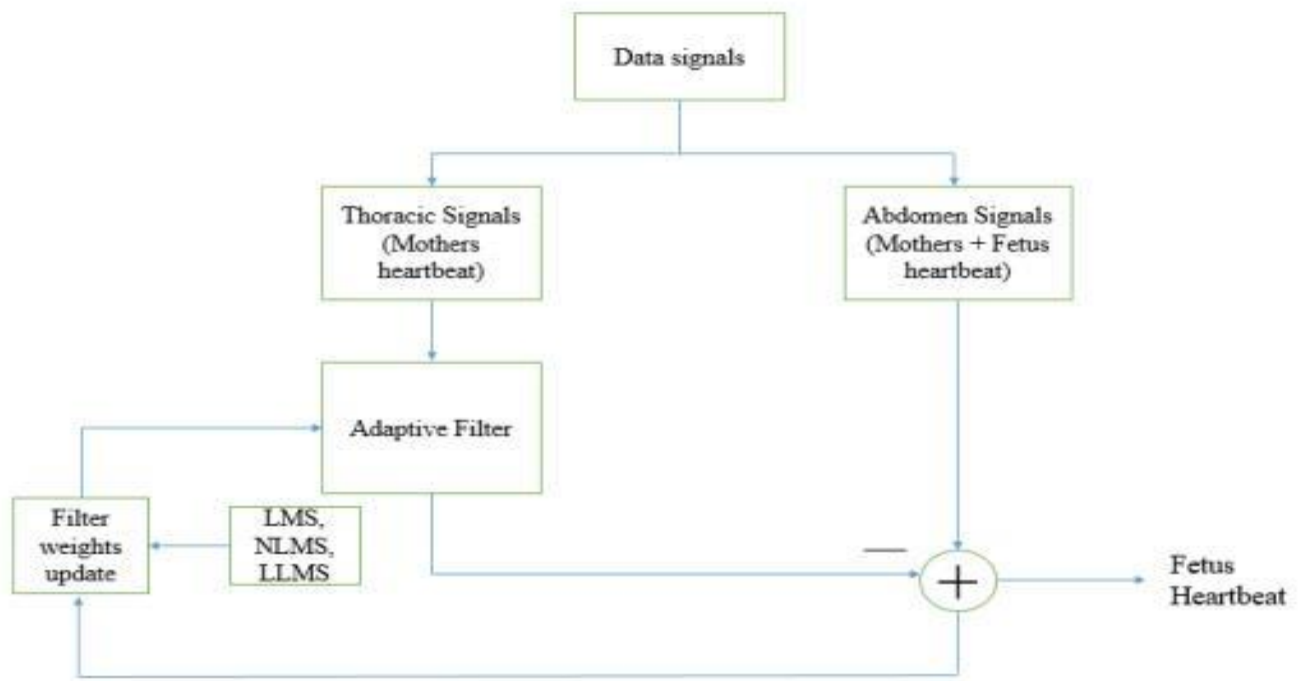 Data signals
Thoracic Signals
(Mothers
heartbeat)
Abdomen Signals
(Mothers + Fetus
heartbeat)
Adaptive Filter
Filter
weights
update
LMS,
NLMS,
LLMS
—
+
Fetus
Heartbeat